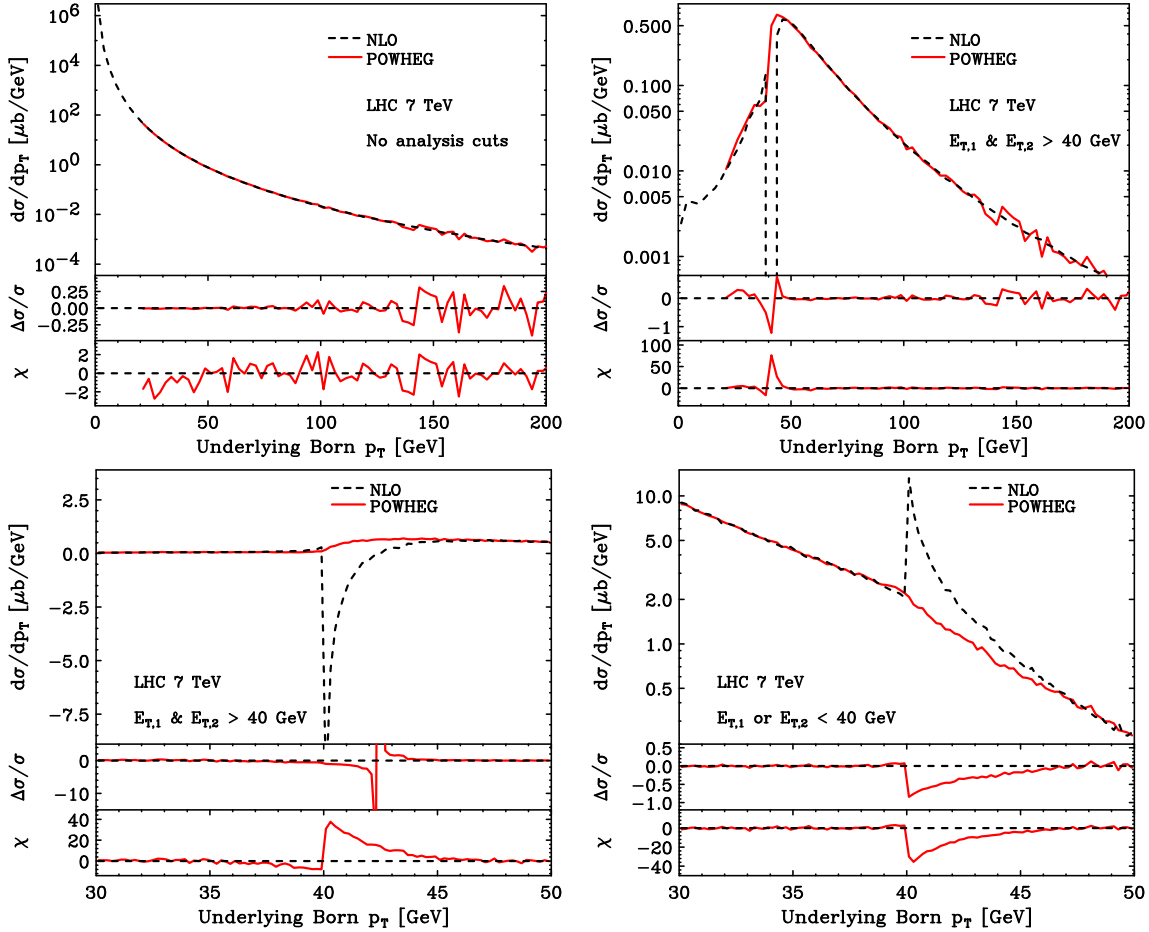 dσ/dp_T [μb/GeV]
10^6
10^4
10^2
10^0
10^−2
10^−4
NLO
POWHEG
LHC 7 TeV
No analysis cuts
Δσ/σ
0.25
0.00
−0.25
χ
2
0
−2
0 50 100 150 200
Underlying Born p_T [GeV]
dσ/dp_T [μb/GeV]
0.500
0.100
0.050
0.010
0.005
0.001
NLO
POWHEG
LHC 7 TeV
E_T,1 & E_T,2 > 40 GeV
Δσ/σ
0
−1
χ
100
50
0
0 50 100 150 200
Underlying Born p_T [GeV]
dσ/dp_T [μb/GeV]
2.5
0.0
−2.5
−5.0
−7.5
NLO
POWHEG
LHC 7 TeV
E_T,1 & E_T,2 > 40 GeV
Δσ/σ
0
−10
χ
40
20
0
30 35 40 45 50
Underlying Born p_T [GeV]
dσ/dp_T [μb/GeV]
10.0
5.0
2.0
1.0
0.5
NLO
POWHEG
LHC 7 TeV
E_T,1 or E_T,2 < 40 GeV
Δσ/σ
0.5
0.0
−0.5
−1.0
χ
0
−20
−40
30 35 40 45 50
Underlying Born p_T [GeV]